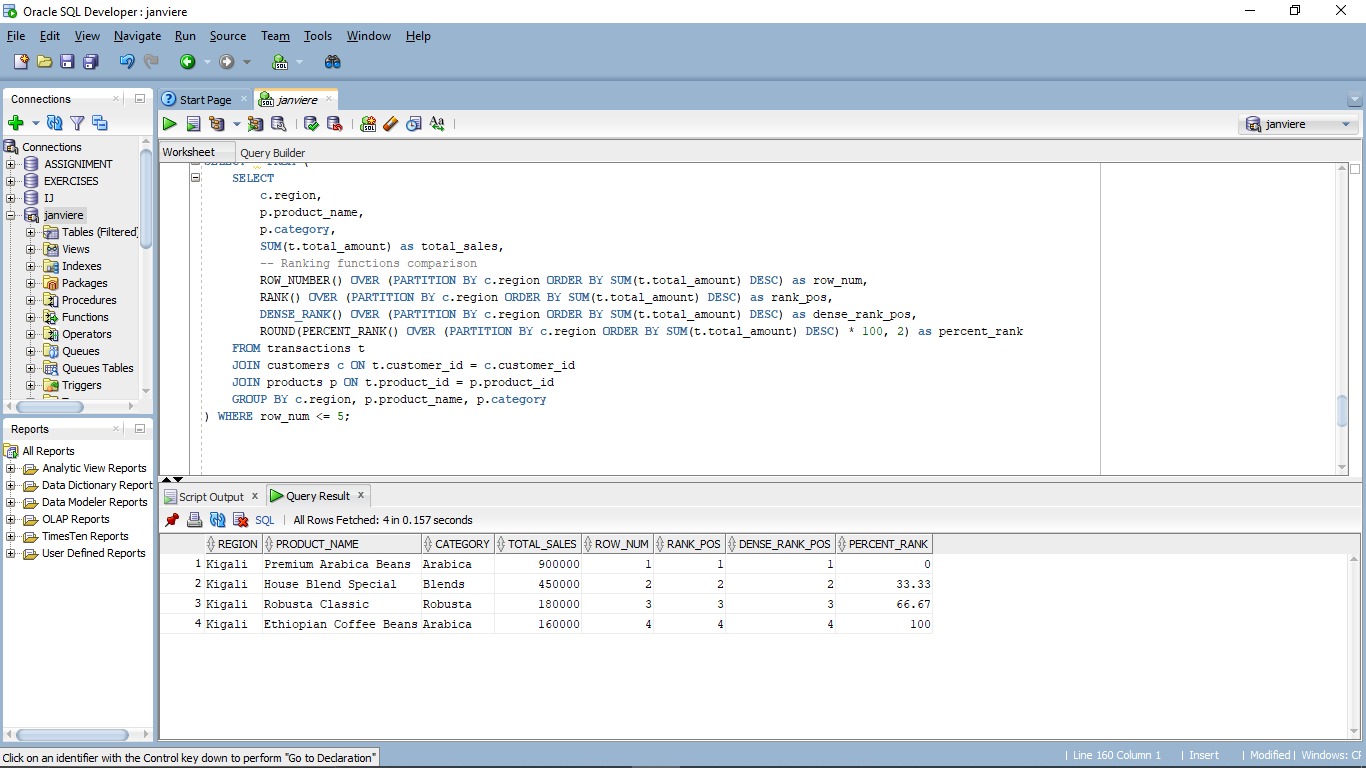 Oracle SQL Developer : janviere
File Edit View Navigate Run Source Team Tools Window Help
Connections
Connections
ASSIGNIMENT
EXERCISES
IJ
janviere
Tables (Filtered)
Views
Indexes
Packages
Procedures
Functions
Operators
Queues
Queues Tables
Triggers
Reports
All Reports
Analytic View Reports
Data Dictionary Report
Data Modeler Reports
OLAP Reports
TimesTen Reports
User Defined Reports
Start Page janviere
janviere
Worksheet Query Builder
SELECT
c.region,
p.product_name,
p.category,
SUM(t.total_amount) as total_sales,
-- Ranking functions comparison
ROW_NUMBER() OVER (PARTITION BY c.region ORDER BY SUM(t.total_amount) DESC) as row_num,
RANK() OVER (PARTITION BY c.region ORDER BY SUM(t.total_amount) DESC) as rank_pos,
DENSE_RANK() OVER (PARTITION BY c.region ORDER BY SUM(t.total_amount) DESC) as dense_rank_pos,
ROUND(PERCENT_RANK() OVER (PARTITION BY c.region ORDER BY SUM(t.total_amount) DESC) * 100, 2) as percent_rank
FROM transactions t
JOIN customers c ON t.customer_id = c.customer_id
JOIN products p ON t.product_id = p.product_id
GROUP BY c.region, p.product_name, p.category
) WHERE row_num <= 5;
Script Output x Query Result x
SQL | All Rows Fetched: 4 in 0.157 seconds
REGION PRODUCT_NAME CATEGORY TOTAL_SALES ROW_NUM RANK_POS DENSE_RANK_POS PERCENT_RANK
1 Kigali Premium Arabica Beans Arabica 900000 1 1 1 0
2 Kigali House Blend Special Blends 450000 2 2 2 33.33
3 Kigali Robusta Classic Robusta 180000 3 3 3 66.67
4 Kigali Ethiopian Coffee Beans Arabica 160000 4 4 4 100
Click on an identifier with the Control key down to perform "Go to Declaration"
| Line 160 Column 1 | Insert | Modified | Windows: CF